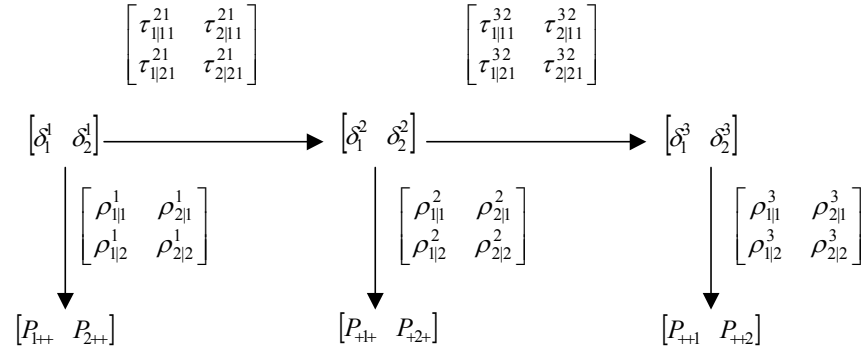 [τ^{21}_{1|11} τ^{21}_{2|11}] [τ^{32}_{1|11} τ^{32}_{2|11}]
[τ^{21}_{1|21} τ^{21}_{2|21}] [τ^{32}_{1|21} τ^{32}_{2|21}]
[δ^1_1 δ^1_2] [δ^2_1 δ^2_2] [δ^3_1 δ^3_2]
[ρ^1_{1|1} ρ^1_{2|1}] [ρ^2_{1|1} ρ^2_{2|1}] [ρ^3_{1|1} ρ^3_{2|1}]
[ρ^1_{1|2} ρ^1_{2|2}] [ρ^2_{1|2} ρ^2_{2|2}] [ρ^3_{1|2} ρ^3_{2|2}]
[P_{1++} P_{2++}] [P_{+1+} P_{+2+}] [P_{++1} P_{++2}]